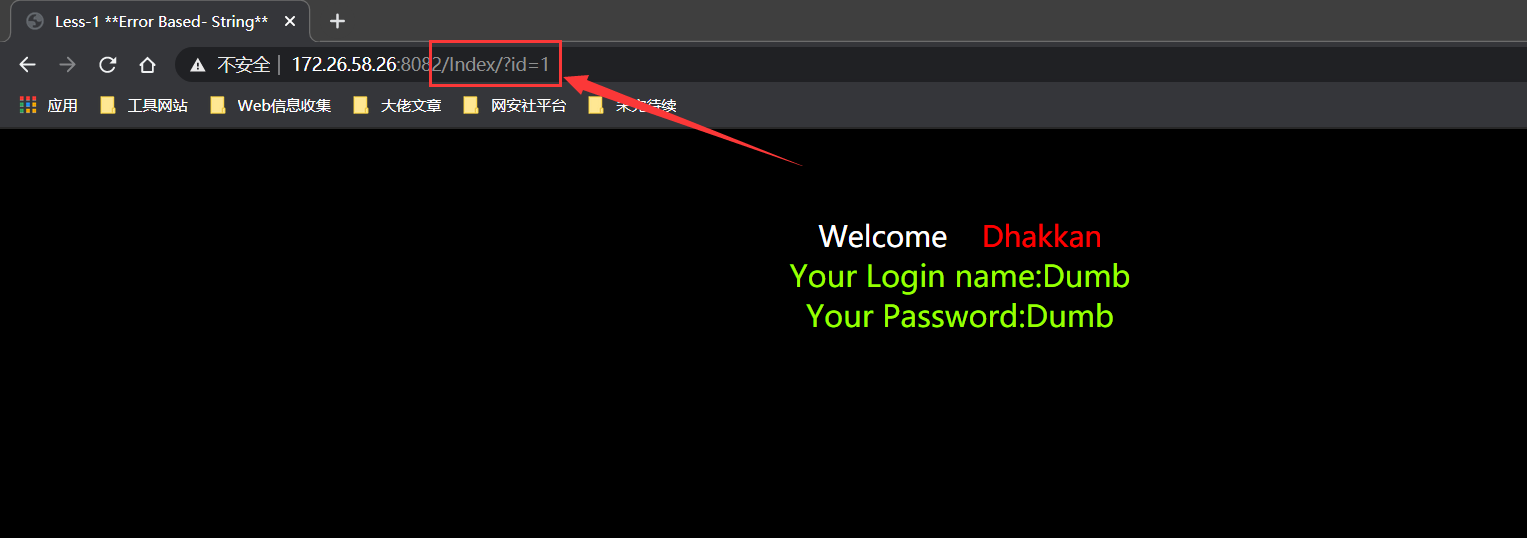 Less-1 **Error Based- String**
不安全 | 172.26.58.26:8082/Index/?id=1
应用 工具网站 Web信息收集 大佬文章 网安社平台 未完待续
Welcome Dhakkan
Your Login name:Dumb
Your Password:Dumb